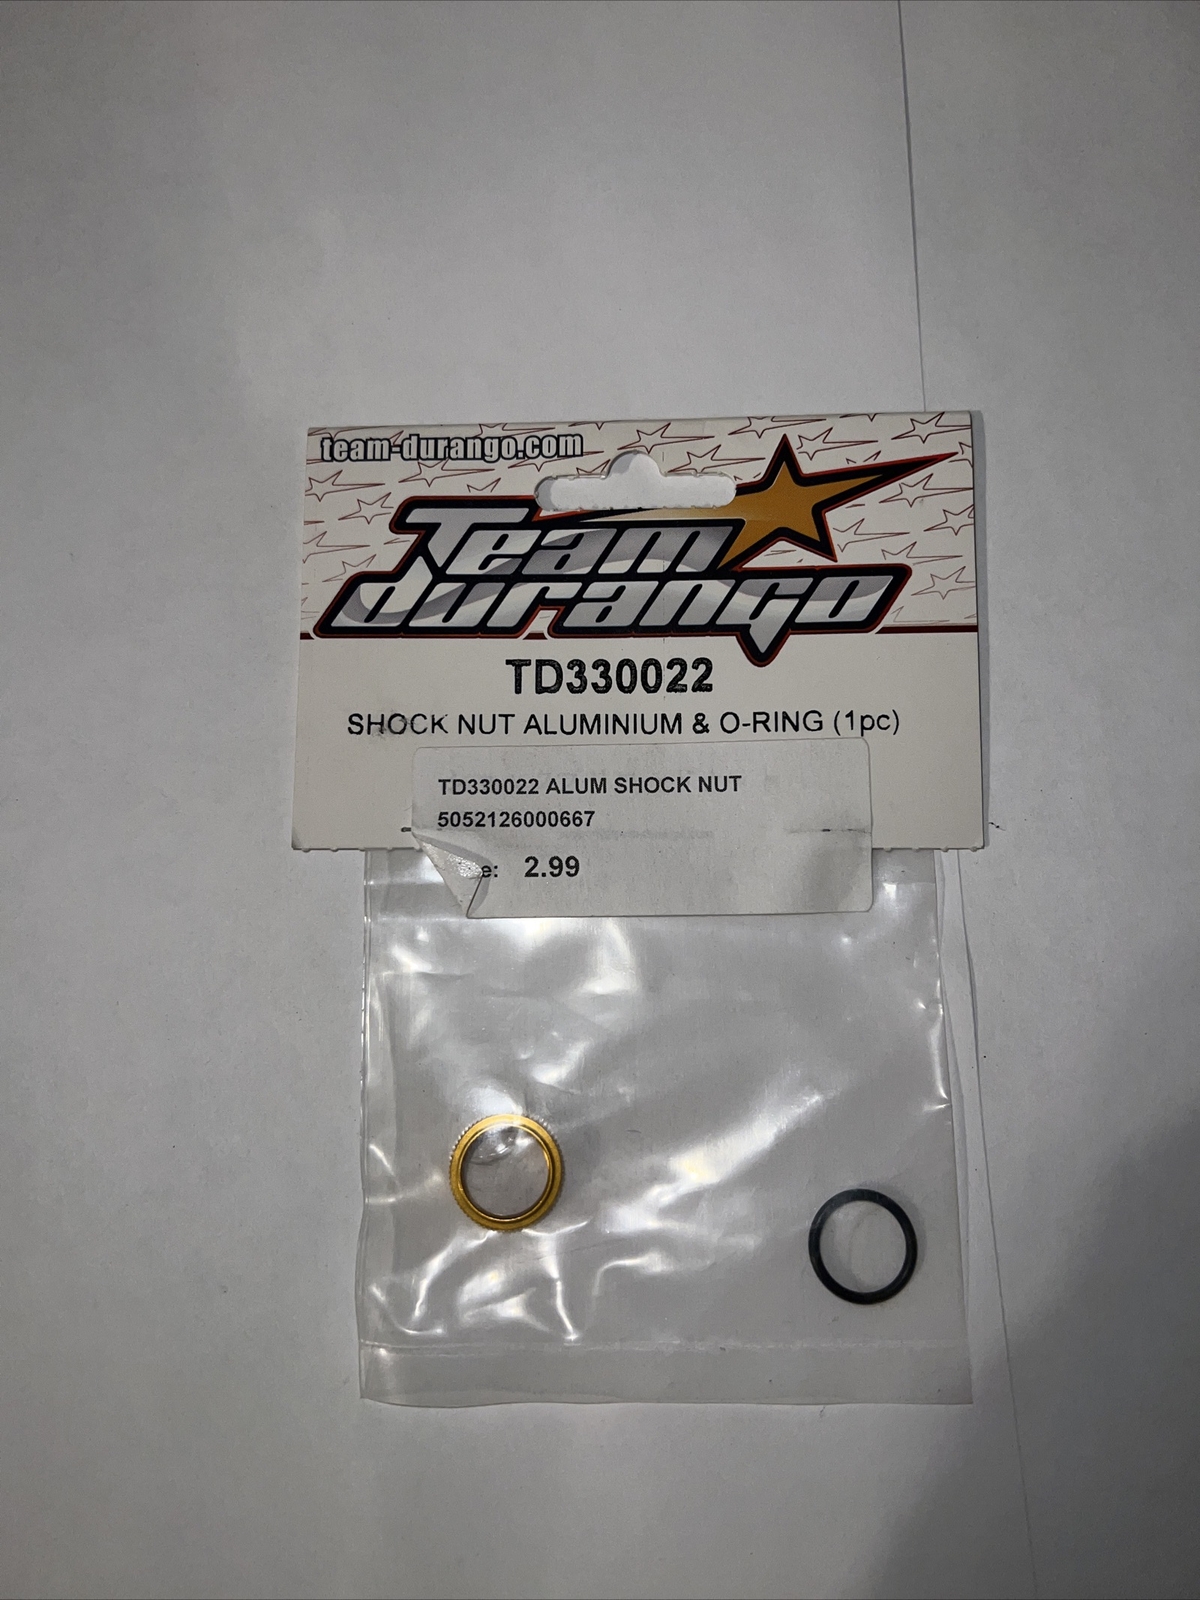 team-durango.com
Team
durango
TD330022
SHOCK NUT ALUMINIUM & O-RING (1pc)
TD330022 ALUM SHOCK NUT
5052126000667
e: 2.99